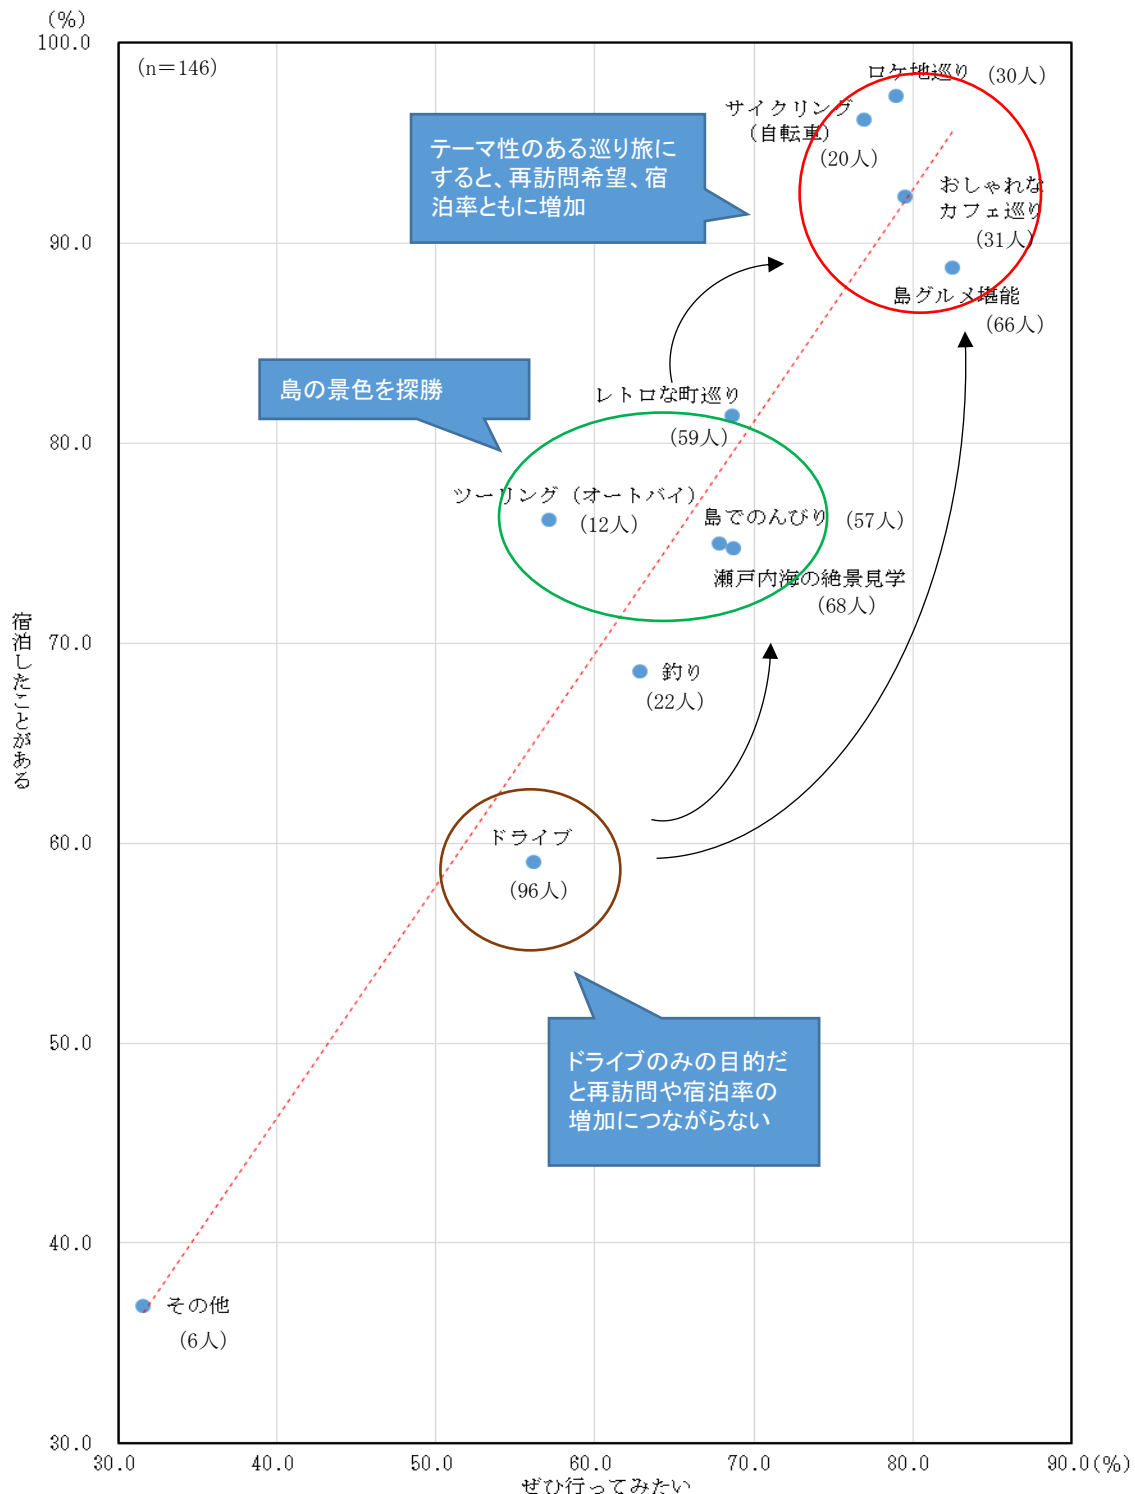 (%)
100.0
(n＝146)
ロケ地巡り (30人)
サイクリング
(自転車)
(20人)
テーマ性のある巡り旅に
すると、再訪問希望、宿
泊率ともに増加
おしゃれな
カフェ巡り
(31人)
90.0
島グルメ堪能
(66人)
島の景色を探勝
レトロな町巡り
(59人)
80.0
ツーリング (オートバイ)
(12人)
島でのんびり (57人)
瀬戸内海の絶景見学
(68人)
宿泊したことがある
70.0
釣り
(22人)
60.0
ドライブ
(96人)
50.0
ドライブのみの目的だ
と再訪問や宿泊率の
増加につながらない
40.0
その他
(6人)
30.0
30.0 40.0 50.0 60.0 70.0 80.0 90.0(%)
ぜひ行ってみたい